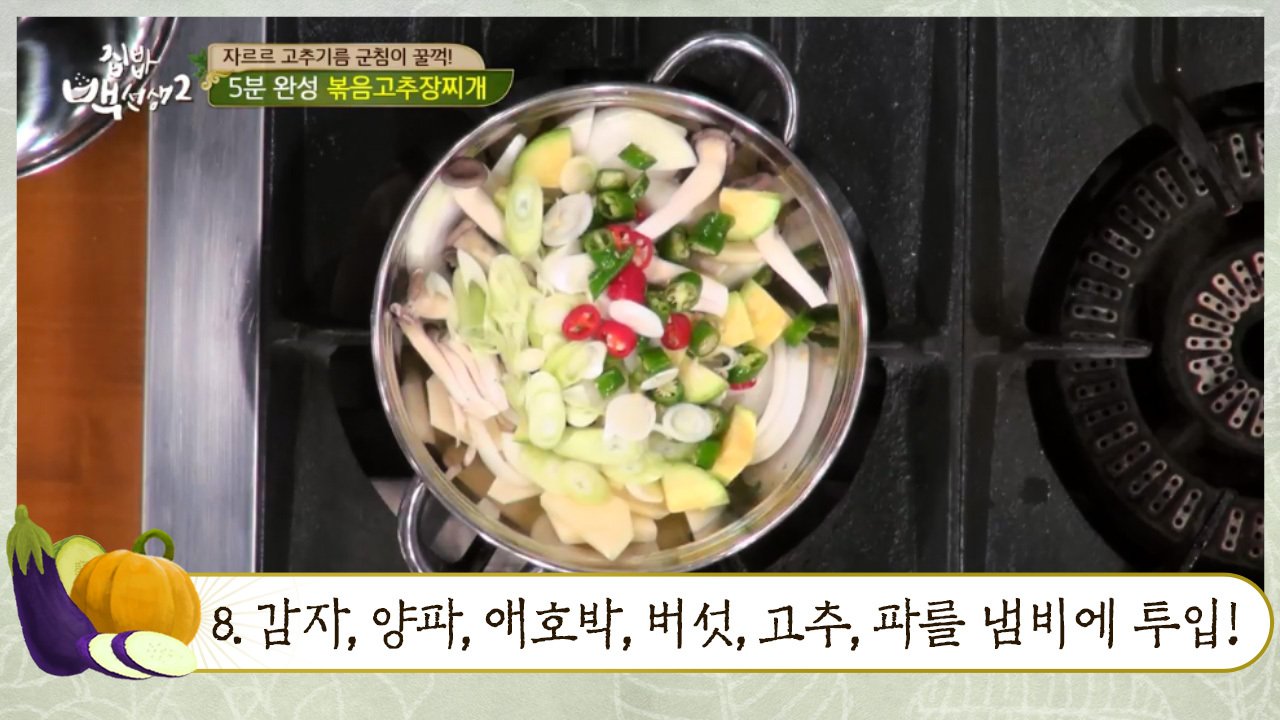 집밥
백선생2
자르르 고추기름 군침이 꿀꺽!
5분 완성 볶음고추장찌개
8. 감자, 양파, 애호박, 버섯, 고추, 파를 냄비에 투입!